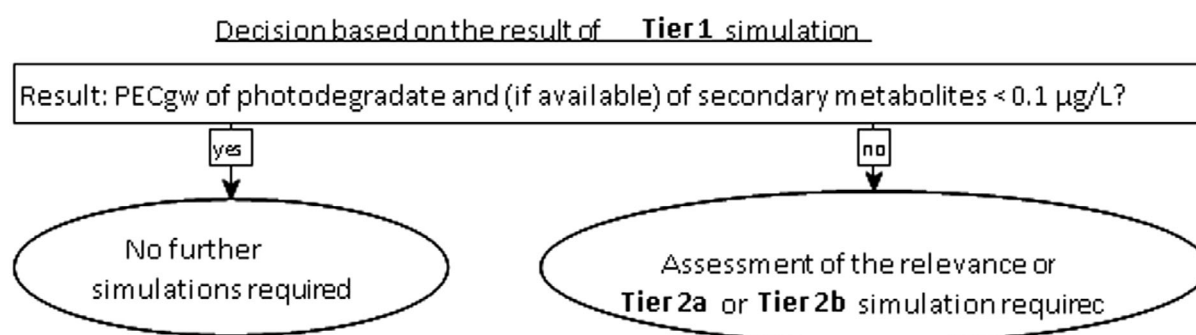 Decision based on the result of Tier 1 simulation
Result: PECgw of photodegradate and (if available) of secondary metabolites < 0.1 µg/L?
yes
no
No further
simulations required
Assessment of the relevance or
Tier 2a or Tier 2b simulation required